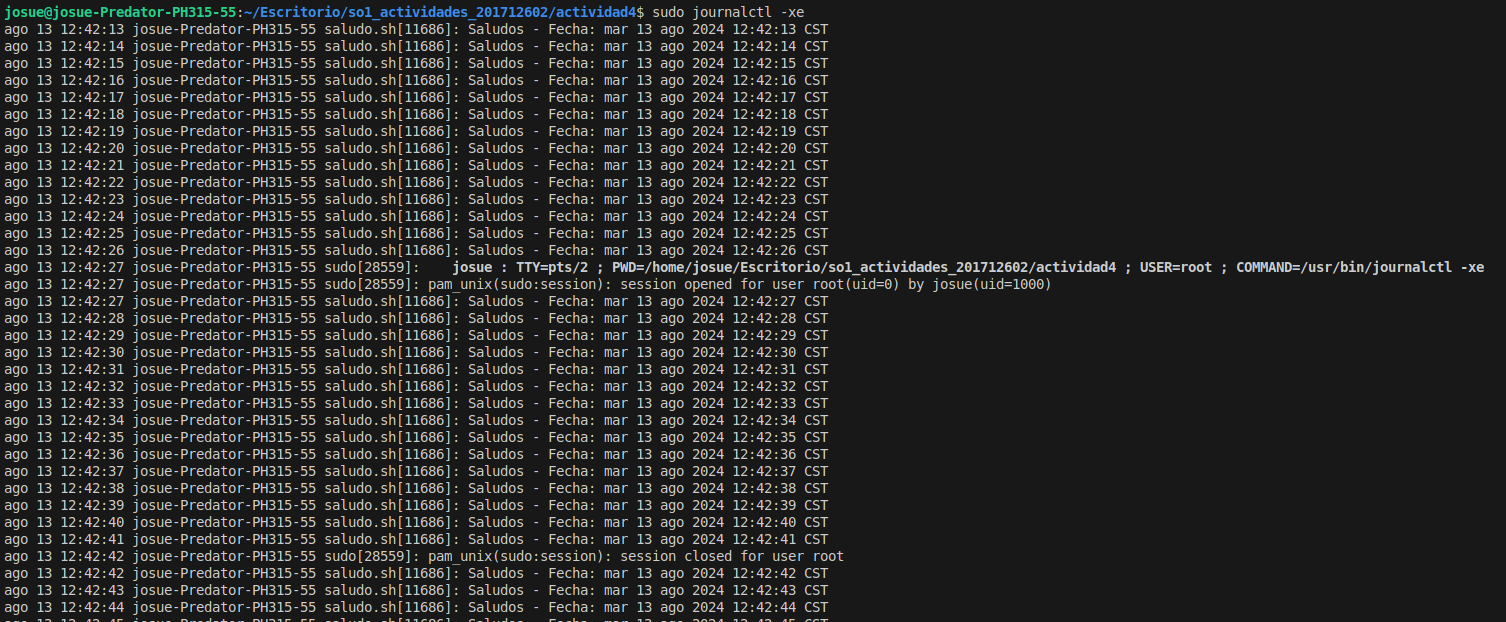 josue@josue-Predator-PH315-55:~/Escritorio/so1_actividades_201712602/actividad4$ sudo journalctl -xe
ago 13 12:42:13 josue-Predator-PH315-55 saludo.sh[11686]: Saludos - Fecha: mar 13 ago 2024 12:42:13 CST
ago 13 12:42:14 josue-Predator-PH315-55 saludo.sh[11686]: Saludos - Fecha: mar 13 ago 2024 12:42:14 CST
ago 13 12:42:15 josue-Predator-PH315-55 saludo.sh[11686]: Saludos - Fecha: mar 13 ago 2024 12:42:15 CST
ago 13 12:42:16 josue-Predator-PH315-55 saludo.sh[11686]: Saludos - Fecha: mar 13 ago 2024 12:42:16 CST
ago 13 12:42:17 josue-Predator-PH315-55 saludo.sh[11686]: Saludos - Fecha: mar 13 ago 2024 12:42:17 CST
ago 13 12:42:18 josue-Predator-PH315-55 saludo.sh[11686]: Saludos - Fecha: mar 13 ago 2024 12:42:18 CST
ago 13 12:42:19 josue-Predator-PH315-55 saludo.sh[11686]: Saludos - Fecha: mar 13 ago 2024 12:42:19 CST
ago 13 12:42:20 josue-Predator-PH315-55 saludo.sh[11686]: Saludos - Fecha: mar 13 ago 2024 12:42:20 CST
ago 13 12:42:21 josue-Predator-PH315-55 saludo.sh[11686]: Saludos - Fecha: mar 13 ago 2024 12:42:21 CST
ago 13 12:42:22 josue-Predator-PH315-55 saludo.sh[11686]: Saludos - Fecha: mar 13 ago 2024 12:42:22 CST
ago 13 12:42:23 josue-Predator-PH315-55 saludo.sh[11686]: Saludos - Fecha: mar 13 ago 2024 12:42:23 CST
ago 13 12:42:24 josue-Predator-PH315-55 saludo.sh[11686]: Saludos - Fecha: mar 13 ago 2024 12:42:24 CST
ago 13 12:42:25 josue-Predator-PH315-55 saludo.sh[11686]: Saludos - Fecha: mar 13 ago 2024 12:42:25 CST
ago 13 12:42:26 josue-Predator-PH315-55 saludo.sh[11686]: Saludos - Fecha: mar 13 ago 2024 12:42:26 CST
ago 13 12:42:27 josue-Predator-PH315-55 sudo[28559]:    josue : TTY=pts/2 ; PWD=/home/josue/Escritorio/so1_actividades_201712602/actividad4 ; USER=root ; COMMAND=/usr/bin/journalctl -xe
ago 13 12:42:27 josue-Predator-PH315-55 sudo[28559]: pam_unix(sudo:session): session opened for user root(uid=0) by josue(uid=1000)
ago 13 12:42:27 josue-Predator-PH315-55 saludo.sh[11686]: Saludos - Fecha: mar 13 ago 2024 12:42:27 CST
ago 13 12:42:28 josue-Predator-PH315-55 saludo.sh[11686]: Saludos - Fecha: mar 13 ago 2024 12:42:28 CST
ago 13 12:42:29 josue-Predator-PH315-55 saludo.sh[11686]: Saludos - Fecha: mar 13 ago 2024 12:42:29 CST
ago 13 12:42:30 josue-Predator-PH315-55 saludo.sh[11686]: Saludos - Fecha: mar 13 ago 2024 12:42:30 CST
ago 13 12:42:31 josue-Predator-PH315-55 saludo.sh[11686]: Saludos - Fecha: mar 13 ago 2024 12:42:31 CST
ago 13 12:42:32 josue-Predator-PH315-55 saludo.sh[11686]: Saludos - Fecha: mar 13 ago 2024 12:42:32 CST
ago 13 12:42:33 josue-Predator-PH315-55 saludo.sh[11686]: Saludos - Fecha: mar 13 ago 2024 12:42:33 CST
ago 13 12:42:34 josue-Predator-PH315-55 saludo.sh[11686]: Saludos - Fecha: mar 13 ago 2024 12:42:34 CST
ago 13 12:42:35 josue-Predator-PH315-55 saludo.sh[11686]: Saludos - Fecha: mar 13 ago 2024 12:42:35 CST
ago 13 12:42:36 josue-Predator-PH315-55 saludo.sh[11686]: Saludos - Fecha: mar 13 ago 2024 12:42:36 CST
ago 13 12:42:37 josue-Predator-PH315-55 saludo.sh[11686]: Saludos - Fecha: mar 13 ago 2024 12:42:37 CST
ago 13 12:42:38 josue-Predator-PH315-55 saludo.sh[11686]: Saludos - Fecha: mar 13 ago 2024 12:42:38 CST
ago 13 12:42:39 josue-Predator-PH315-55 saludo.sh[11686]: Saludos - Fecha: mar 13 ago 2024 12:42:39 CST
ago 13 12:42:40 josue-Predator-PH315-55 saludo.sh[11686]: Saludos - Fecha: mar 13 ago 2024 12:42:40 CST
ago 13 12:42:41 josue-Predator-PH315-55 saludo.sh[11686]: Saludos - Fecha: mar 13 ago 2024 12:42:41 CST
ago 13 12:42:42 josue-Predator-PH315-55 sudo[28559]: pam_unix(sudo:session): session closed for user root
ago 13 12:42:42 josue-Predator-PH315-55 saludo.sh[11686]: Saludos - Fecha: mar 13 ago 2024 12:42:42 CST
ago 13 12:42:43 josue-Predator-PH315-55 saludo.sh[11686]: Saludos - Fecha: mar 13 ago 2024 12:42:43 CST
ago 13 12:42:44 josue-Predator-PH315-55 saludo.sh[11686]: Saludos - Fecha: mar 13 ago 2024 12:42:44 CST